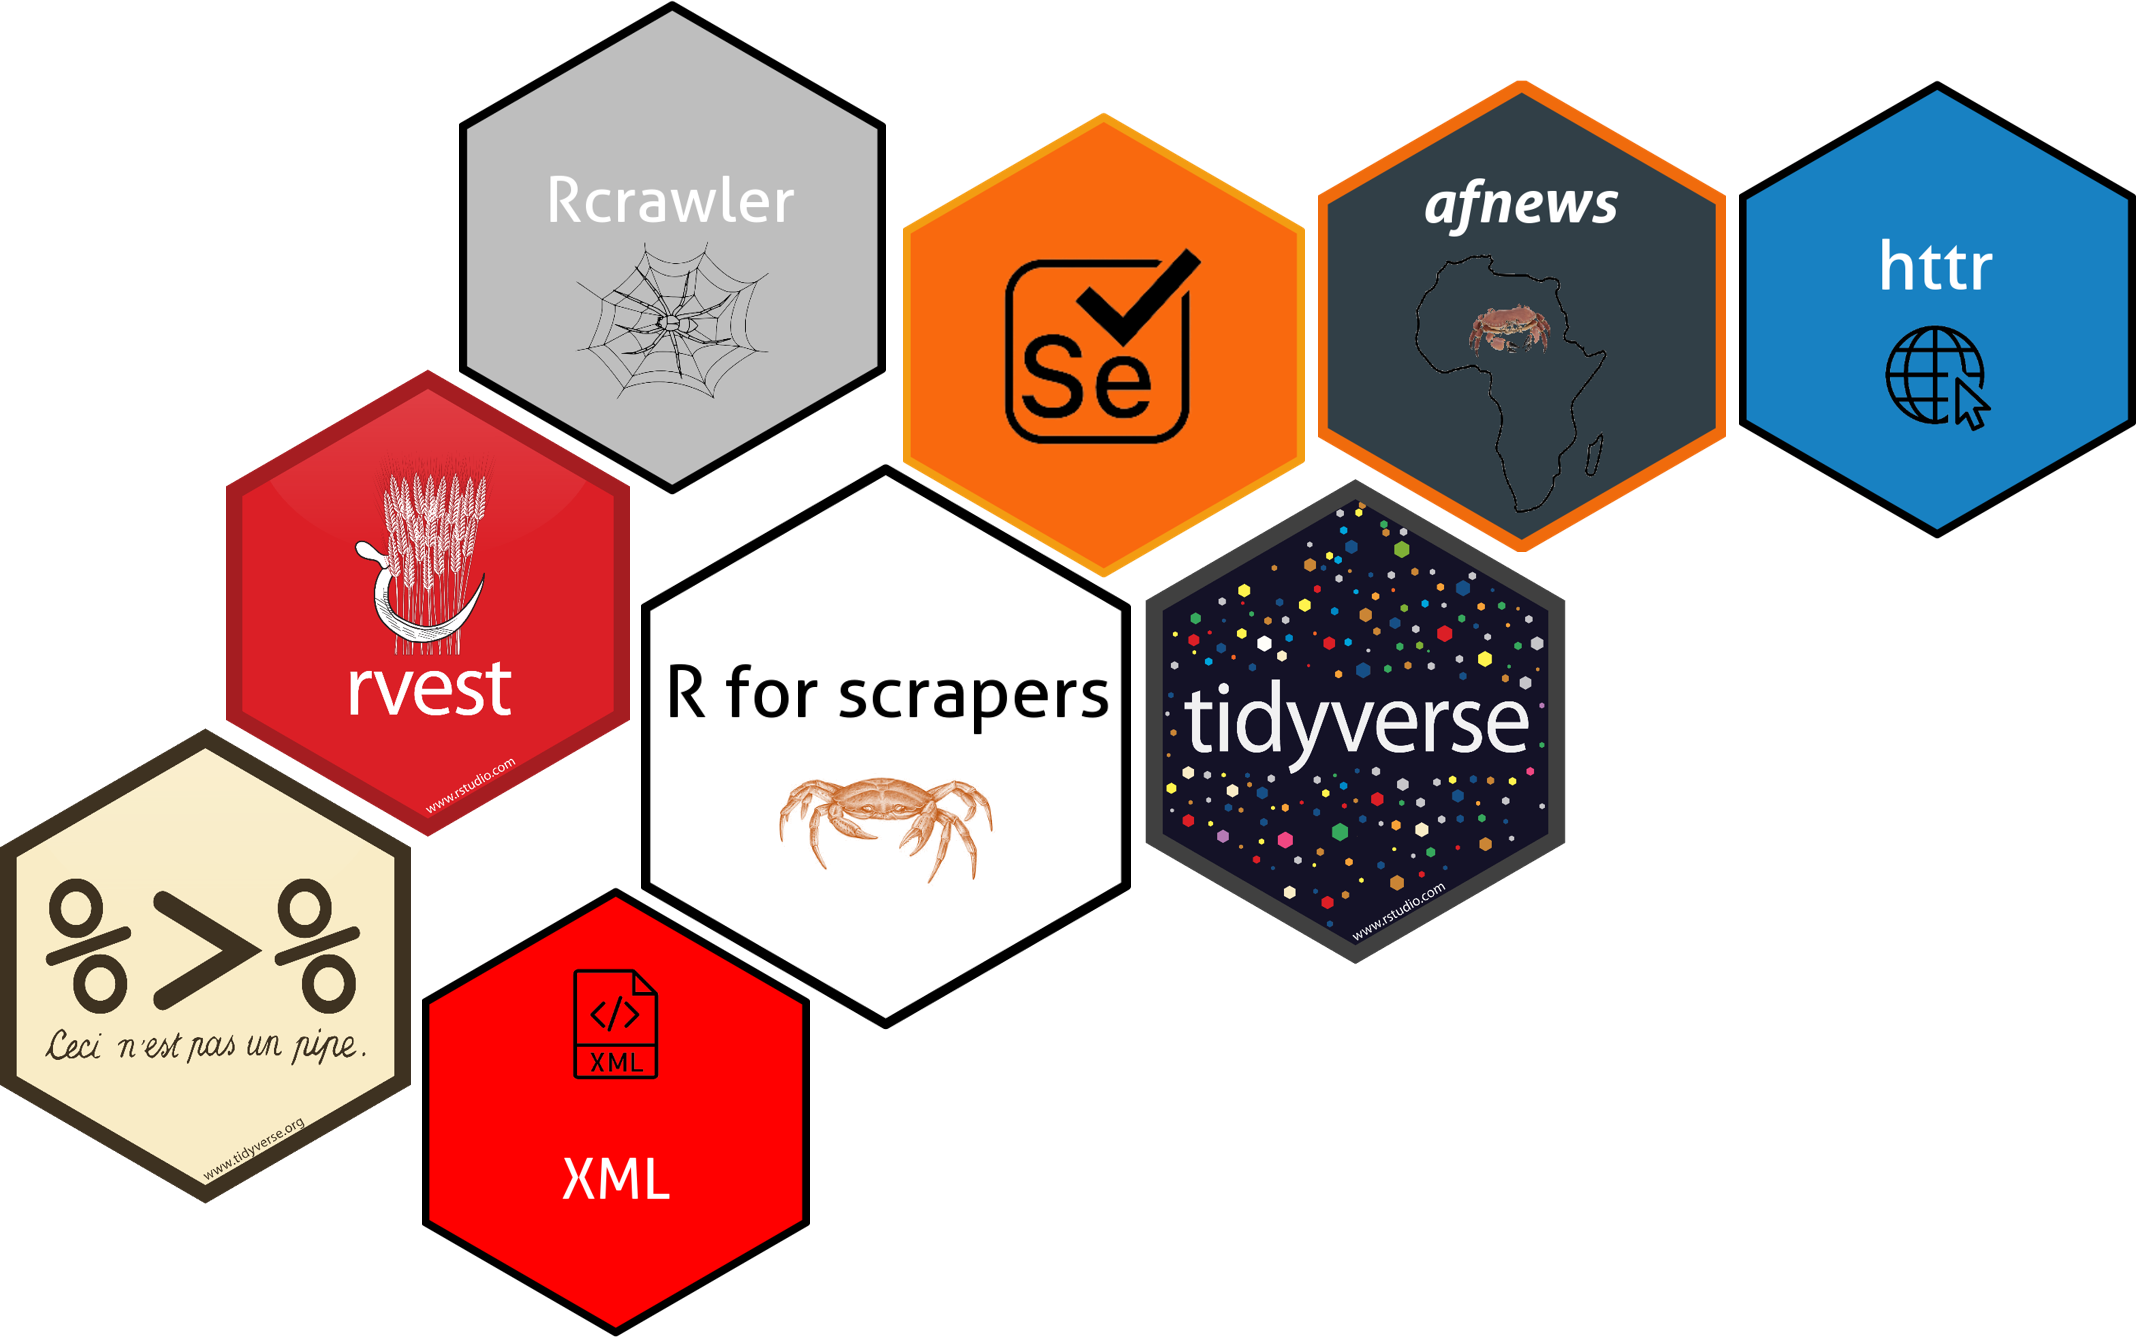 Rcrawler
Se
afnews
httr
rvest
www.rstudio.com
R for scrapers
tidyverse
www.rstudio.com
%>%
Ceci n'est pas un pipe.
www.tidyverse.org
XML
XML